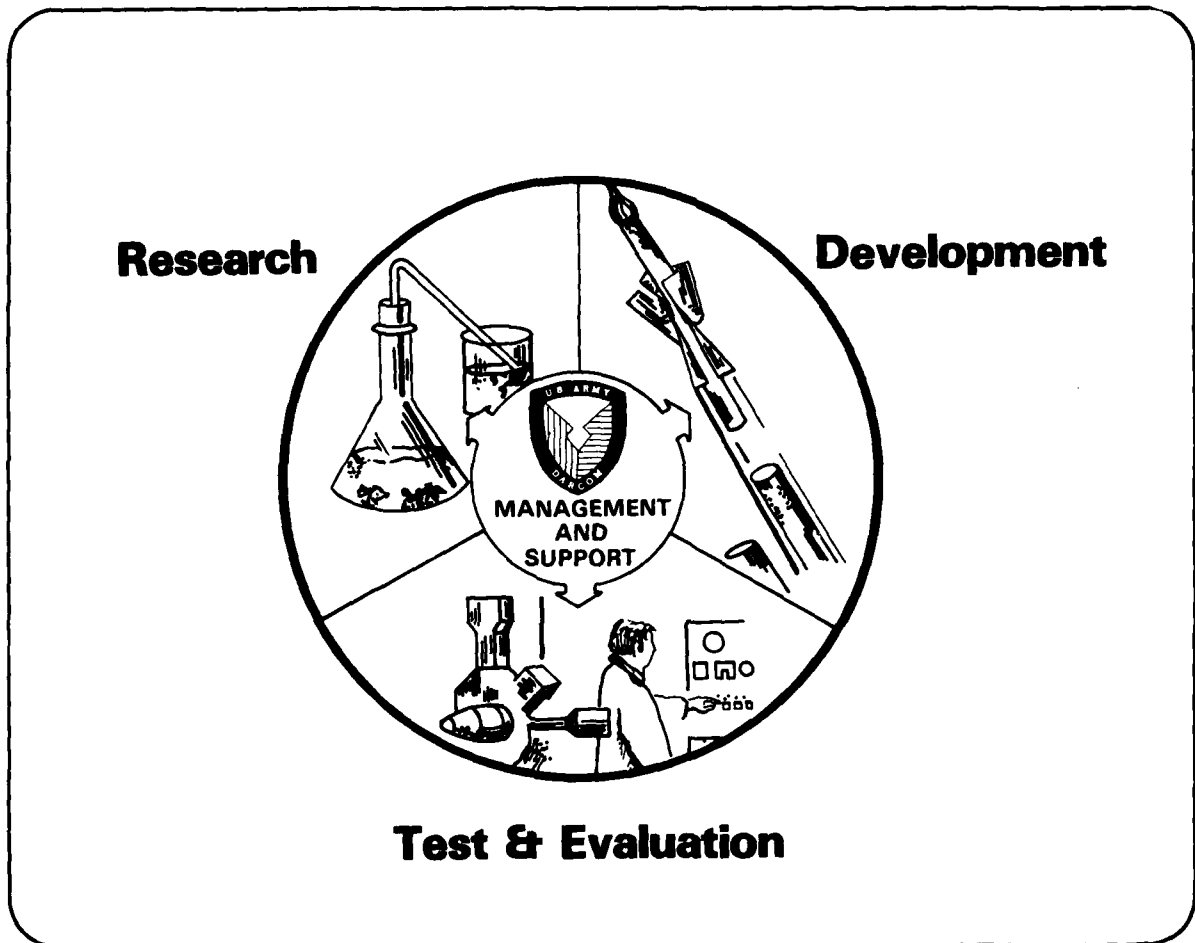 Research
Development
US ARMY
DARCOM
MANAGEMENT
AND
SUPPORT
Test & Evaluation